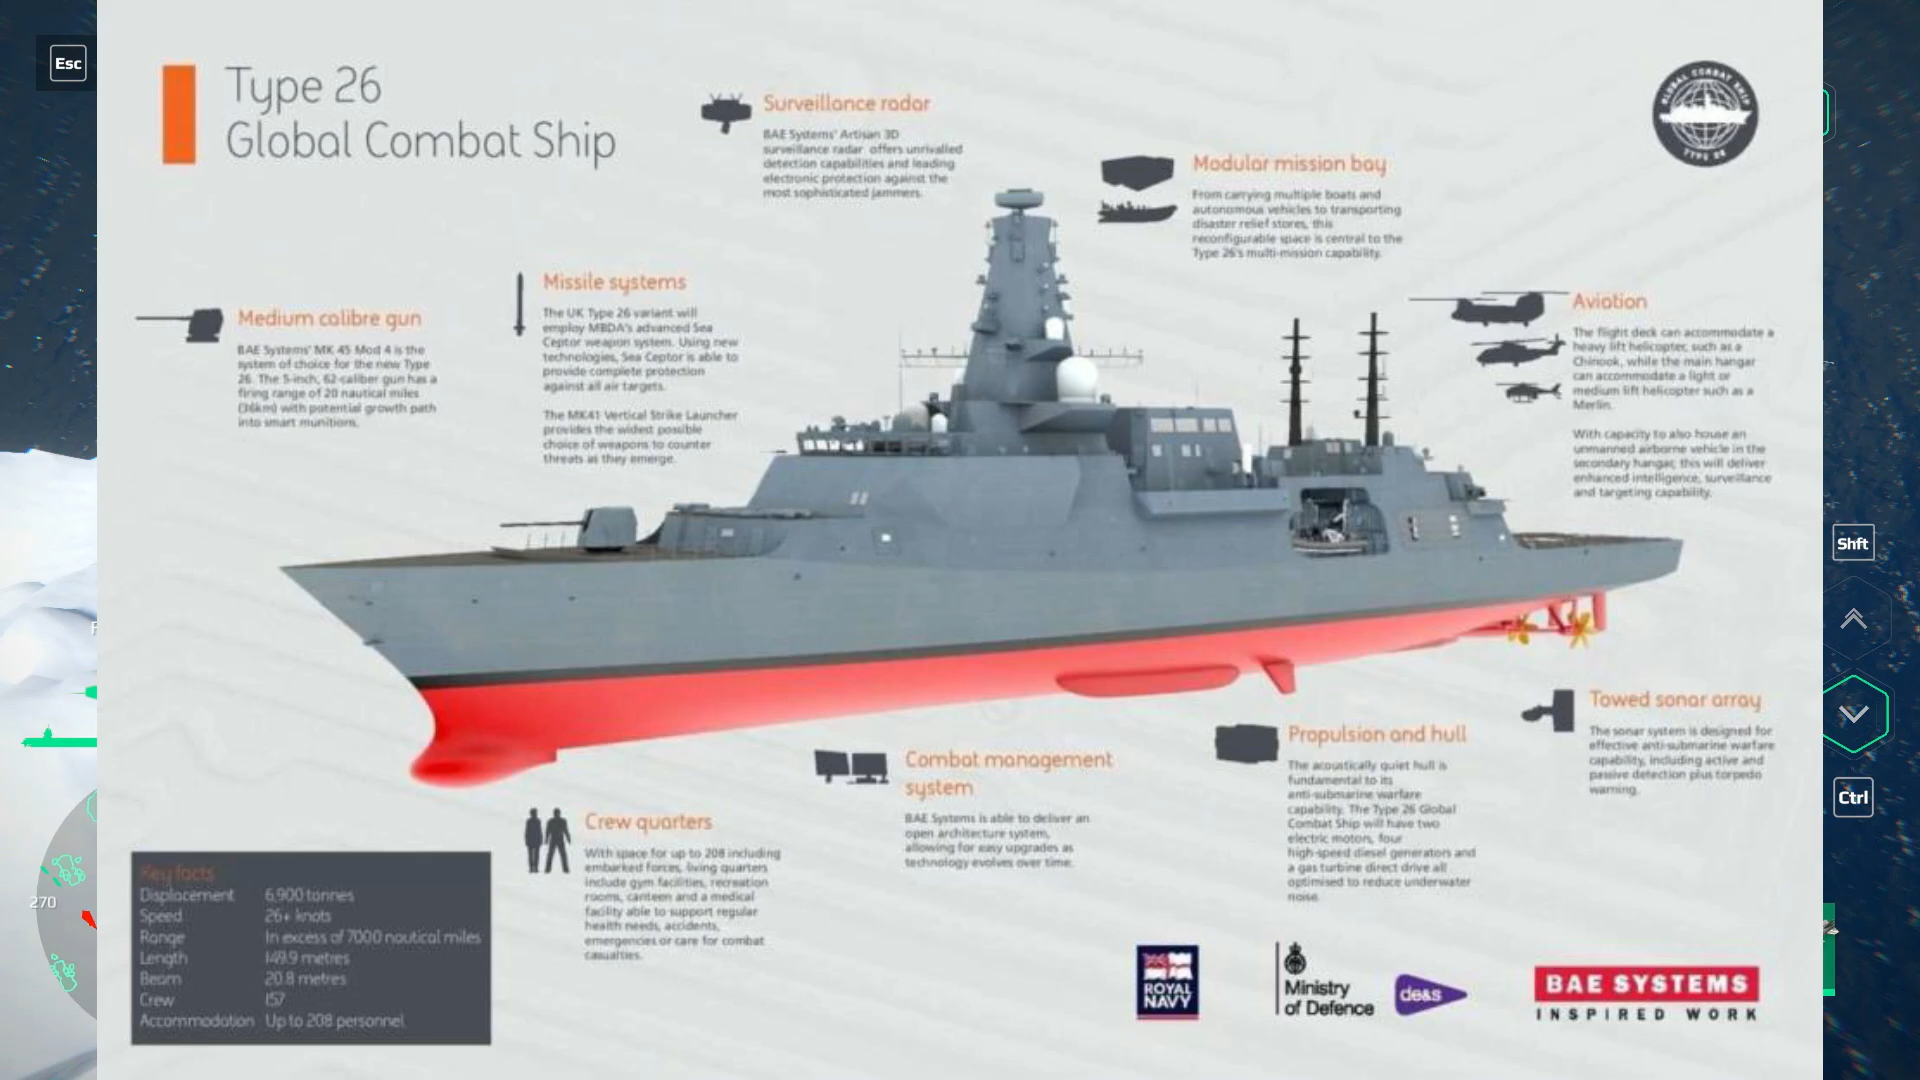 Esc
Type 26
Global Combat Ship
Surveillance radar
BAE Systems' Artisan 3D
surveillance radar offers unrivalled
detection capabilities and leading
electronic protection against the
most sophisticated jammers.
Modular mission bay
From carrying multiple boats and
autonomous vehicles to transporting
disaster relief stores, this
reconfigurable space is central to the
Type 26's multi-mission capability.
GLOBAL COMBAT SHIP
TYPE 26
Medium calibre gun
BAE Systems' MK 45 Mod 4 is the
system of choice for the new Type
26. The 5-inch, 62-caliber gun has a
firing range of 20 nautical miles
(36km) with potential growth path
into smart munitions.
Missile systems
The UK Type 26 variant will
employ MBDA's advanced Sea
Ceptor weapon system. Using new
technologies, Sea Ceptor is able to
provide complete protection
against all air targets.
The MK41 Vertical Strike Launcher
provides the widest possible
choice of weapons to counter
threats as they emerge.
Aviation
The flight deck can accommodate a
heavy lift helicopter, such as a
Chinook, while the main hangar
can accommodate a light or
medium lift helicopter such as a
Merlin.
With capacity to also house an
unmanned airborne vehicle in the
secondary hangar, this will deliver
enhanced intelligence, surveillance
and targeting capability.
Shft
Towed sonar array
The sonar system is designed for
effective anti-submarine warfare
capability, including active and
passive detection plus torpedo
warning.
Ctrl
Propulsion and hull
The acoustically quiet hull is
fundamental to its
anti-submarine warfare
capability. The Type 26 Global
Combat Ship will have two
electric motors, four
high-speed diesel generators and
a gas turbine direct drive all
optimised to reduce underwater
noise.
Combat management
system
BAE Systems is able to deliver an
open architecture system,
allowing for easy upgrades as
technology evolves over time.
Crew quarters
With space for up to 208 including
embarked forces, living quarters
include gym facilities, recreation
rooms, canteen and a medical
facility able to support regular
health needs, accidents,
emergencies or care for combat
casualties.
Key facts
Displacement 6,900 tonnes
Speed 26+ knots
Range In excess of 7000 nautical miles
Length 149.9 metres
Beam 20.8 metres
Crew 157
Accommodation Up to 208 personnel
270
ROYAL
NAVY
Ministry
of Defence
de&s
BAE SYSTEMS
INSPIRED WORK